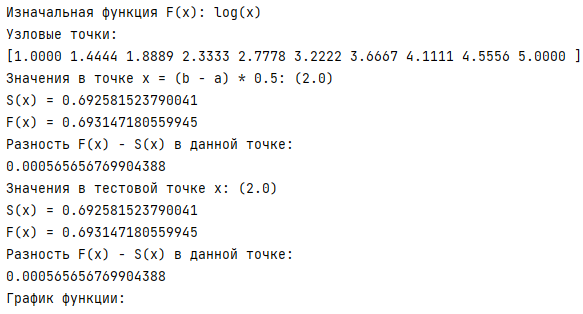 Изначальная функция F(x): log(x)
Узловые точки:
[1.0000 1.4444 1.8889 2.3333 2.7778 3.2222 3.6667 4.1111 4.5556 5.0000 ]
Значения в точке x = (b - a) * 0.5: (2.0)
S(x) = 0.692581523790041
F(x) = 0.693147180559945
Разность F(x) - S(x) в данной точке:
0.000565656769904388
Значения в тестовой точке x: (2.0)
S(x) = 0.692581523790041
F(x) = 0.693147180559945
Разность F(x) - S(x) в данной точке:
0.000565656769904388
График функции: